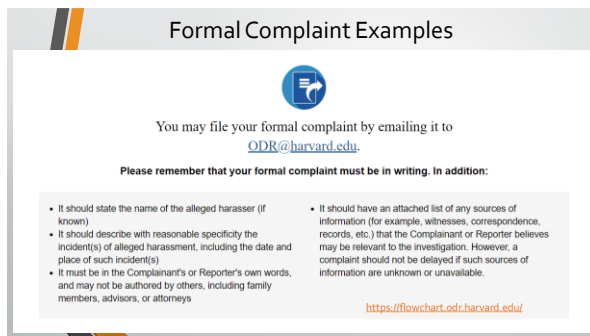 Formal Complaint Examples
You may file your formal complaint by emailing it to
ODR@harvard.edu.
Please remember that your formal complaint must be in writing. In addition:
• It should state the name of the alleged harasser (if
known)
• It should describe with reasonable specificity the
incident(s) of alleged harassment, including the date and
place of such incident(s)
• It must be in the Complainant's or Reporter's own words,
and may not be authored by others, including family
members, advisors, or attorneys
• It should have an attached list of any sources of
information (for example, witnesses, correspondence,
records, etc.) that the Complainant or Reporter believes
may be relevant to the investigation. However, a
complaint should not be delayed if such sources of
information are unknown or unavailable.
https://flowchart.odr.harvard.edu/